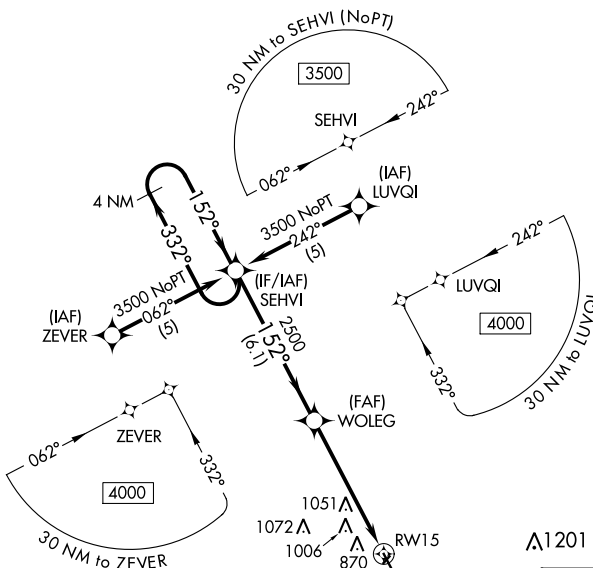 30 NM to SEHVI (NoPT)
3500
SEHVI
242°
062°
4 NM
152°
332°
(IAF)
LUVQI
3500 NoPT
242°
(5)
(IF/IAF)
SEHVI
3500 NoPT
062°
(5)
(IAF)
ZEVER
2500
152°
(6.1)
242°
LUVQI
4000
332°
30 NM to LUVQI
(FAF)
WOLEG
ZEVER
062°
332°
4000
30 NM to ZEVER
1051
1072
1006
870
RW15
1201